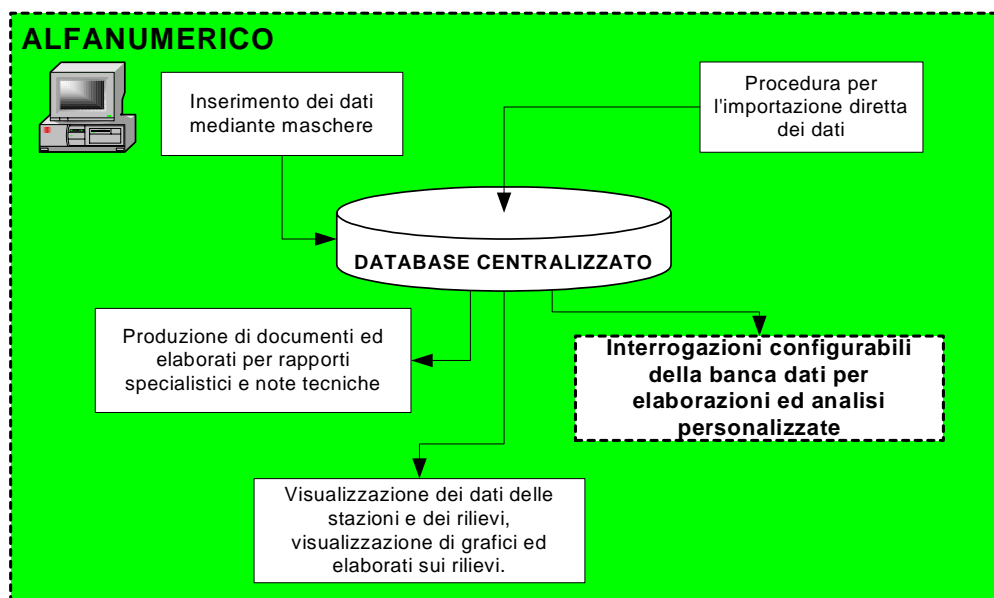 ALFANUMERICO
Inserimento dei dati
mediante maschere
Procedura per
l'importazione diretta
dei dati
DATABASE CENTRALIZZATO
Produzione di documenti ed
elaborati per rapporti
specialistici e note tecniche
Interrogazioni configurabili
della banca dati per
elaborazioni ed analisi
personalizzate
Visualizzazione dei dati delle
stazioni e dei rilievi,
visualizzazione di grafici ed
elaborati sui rilievi.